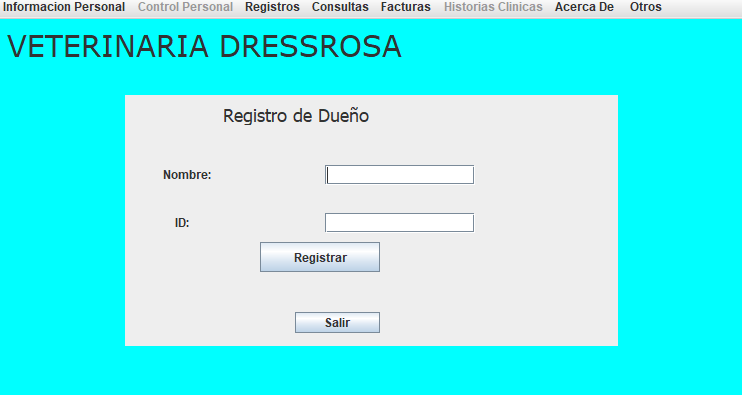 Informacion Personal Control Personal Registros Consultas Facturas Historias Clinicas Acerca De Otros
VETERINARIA DRESSROSA
Registro de Dueño
Nombre:
ID:
Registrar
Salir